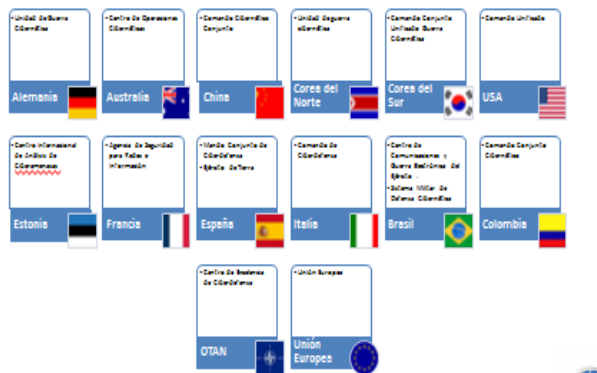 • Unidad de Guerra
Cibernética
Alemania
• Centro de Operaciones
Cibernéticas
Australia
• Comando Cibernético
Conjunto
China
• Unidad de guerra
cibernética
Corea del
Norte
• Comando Conjunto
Unificado Guerra
Cibernética
Corea del
Sur
• Comando Unificado
USA
• Centro Internacional
de Análisis de
Ciberamenazas
Estonia
• Agencia de Seguridad
para Redes e
Información
Francia
• Mando Conjunto de
Ciberdefensa
• Ejército de Tierra
España
• Comando de
Ciberdefensa
Italia
• Centro de
Comunicaciones y
Guerra Electrónica del
Ejército .
• Sistema Militar de
Defensa Cibernética
Brasil
• Comando Conjunto
Cibernético
Colombia
• Centro de Excelencia
de Ciberdefensa
OTAN
• Unión Europea
Unión
Europea